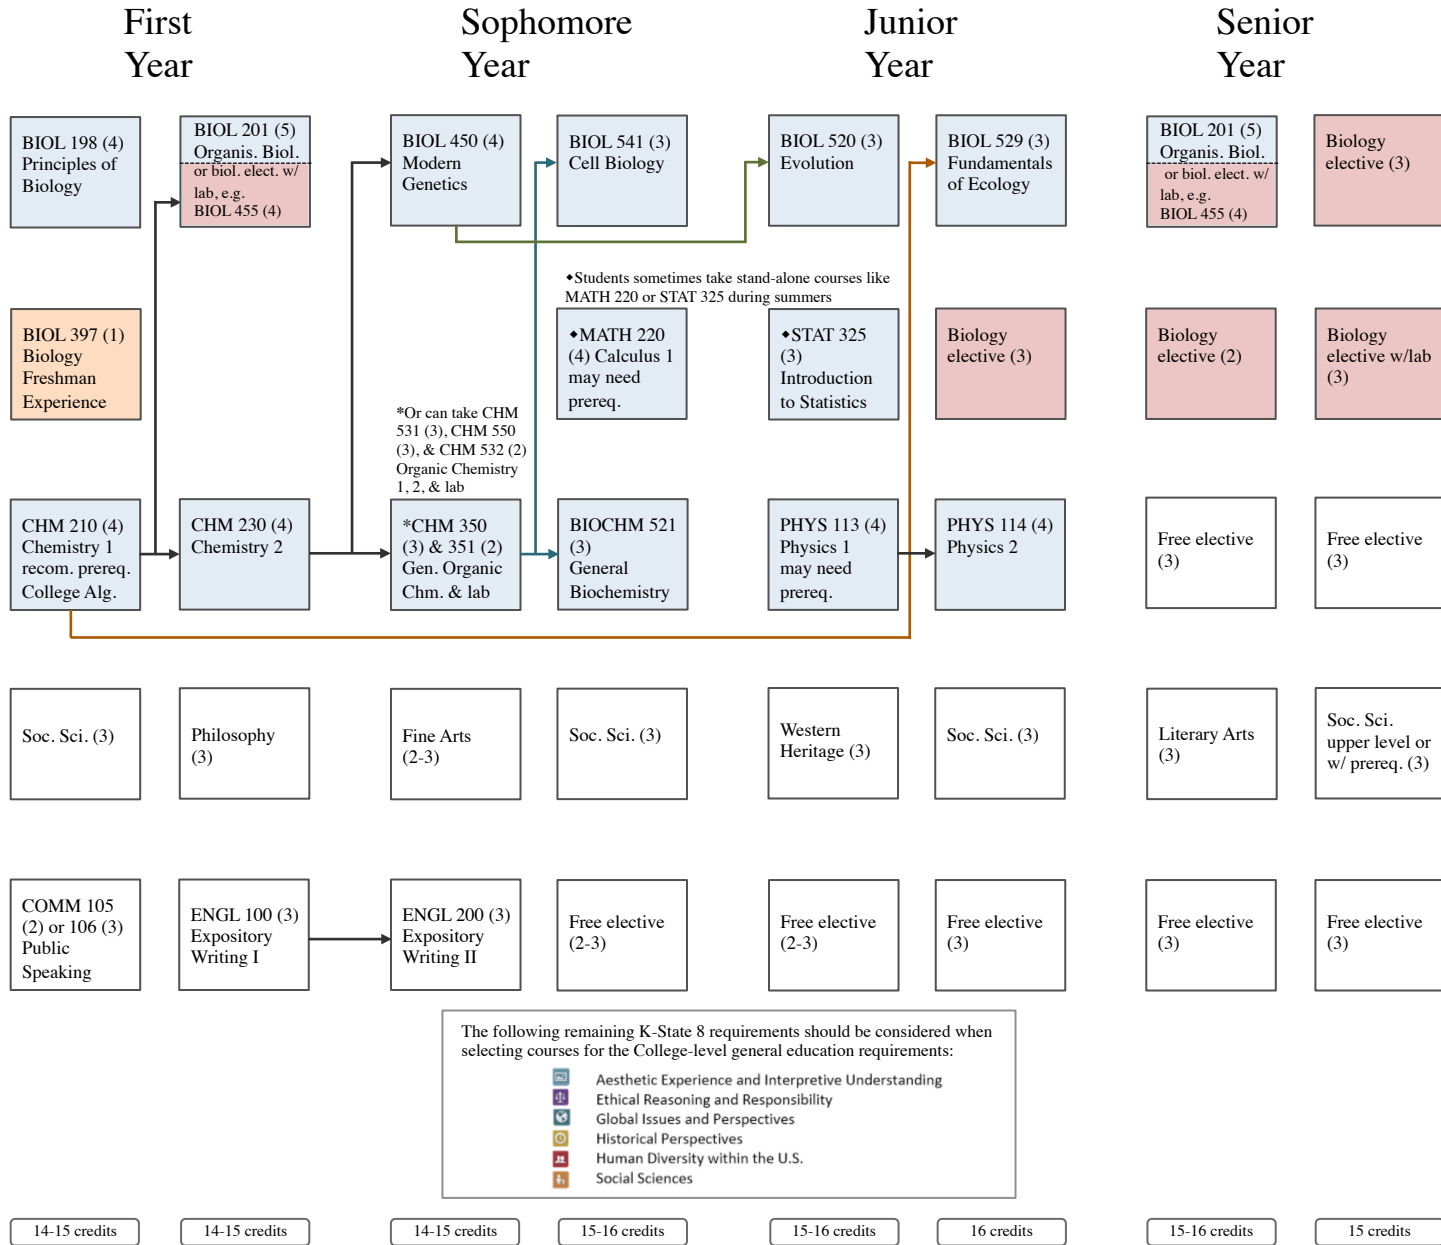 First
Year
Sophomore
Year
Junior
Year
Senior
Year
BIOL 198 (4)
Principles of
Biology
BIOL 201 (5)
Organis. Biol.
or biol. elect. w/
lab, e.g.
BIOL 455 (4)
BIOL 450 (4)
Modern
Genetics
BIOL 541 (3)
Cell Biology
BIOL 520 (3)
Evolution
BIOL 529 (3)
Fundamentals
of Ecology
BIOL 201 (5)
Organis. Biol.
or biol. elect. w/
lab, e.g.
BIOL 455 (4)
Biology
elective (3)
◆Students sometimes take stand-alone courses like
MATH 220 or STAT 325 during summers
BIOL 397 (1)
Biology
Freshman
Experience
◆MATH 220
(4) Calculus 1
may need
prereq.
◆STAT 325
(3)
Introduction
to Statistics
Biology
elective (3)
Biology
elective (2)
Biology
elective w/lab
(3)
*Or can take CHM
531 (3), CHM 550
(3), & CHM 532 (2)
Organic Chemistry
1, 2, & lab
CHM 210 (4)
Chemistry 1
recom. prereq.
College Alg.
CHM 230 (4)
Chemistry 2
*CHM 350
(3) & 351 (2)
Gen. Organic
Chm. & lab
BIOCHM 521
(3)
General
Biochemistry
PHYS 113 (4)
Physics 1
may need
prereq.
PHYS 114 (4)
Physics 2
Free elective
(3)
Free elective
(3)
Soc. Sci. (3)
Philosophy
(3)
Fine Arts
(2-3)
Soc. Sci. (3)
Western
Heritage (3)
Soc. Sci. (3)
Literary Arts
(3)
Soc. Sci.
upper level or
w/ prereq. (3)
COMM 105
(2) or 106 (3)
Public
Speaking
ENGL 100 (3)
Expository
Writing I
ENGL 200 (3)
Expository
Writing II
Free elective
(2-3)
Free elective
(2-3)
Free elective
(3)
Free elective
(3)
Free elective
(3)
The following remaining K-State 8 requirements should be considered when
selecting courses for the College-level general education requirements:
Aesthetic Experience and Interpretive Understanding
Ethical Reasoning and Responsibility
Global Issues and Perspectives
Historical Perspectives
Human Diversity within the U.S.
Social Sciences
14-15 credits
14-15 credits
14-15 credits
15-16 credits
15-16 credits
16 credits
15-16 credits
15 credits